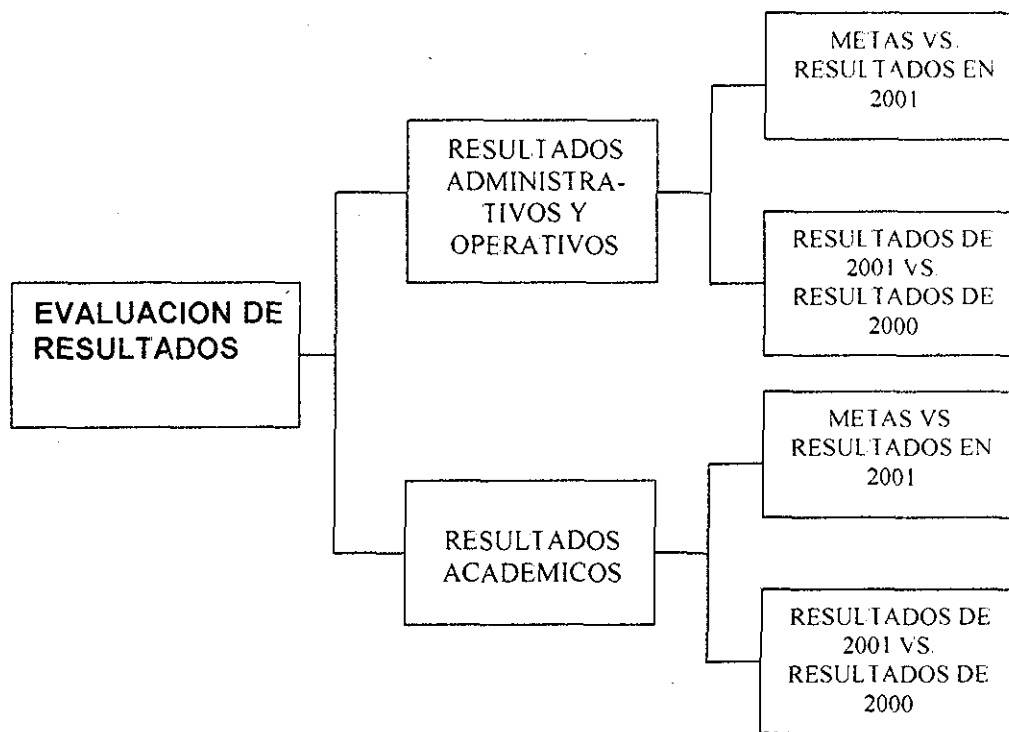 METAS VS.
RESULTADOS EN
2001
RESULTADOS
ADMINISTRA-
TIVOS Y
OPERATIVOS
RESULTADOS DE
2001 VS.
RESULTADOS DE
2000
EVALUACION DE
RESULTADOS
METAS VS
RESULTADOS EN
2001
RESULTADOS
ACADEMICOS
RESULTADOS DE
2001 VS.
RESULTADOS DE
2000